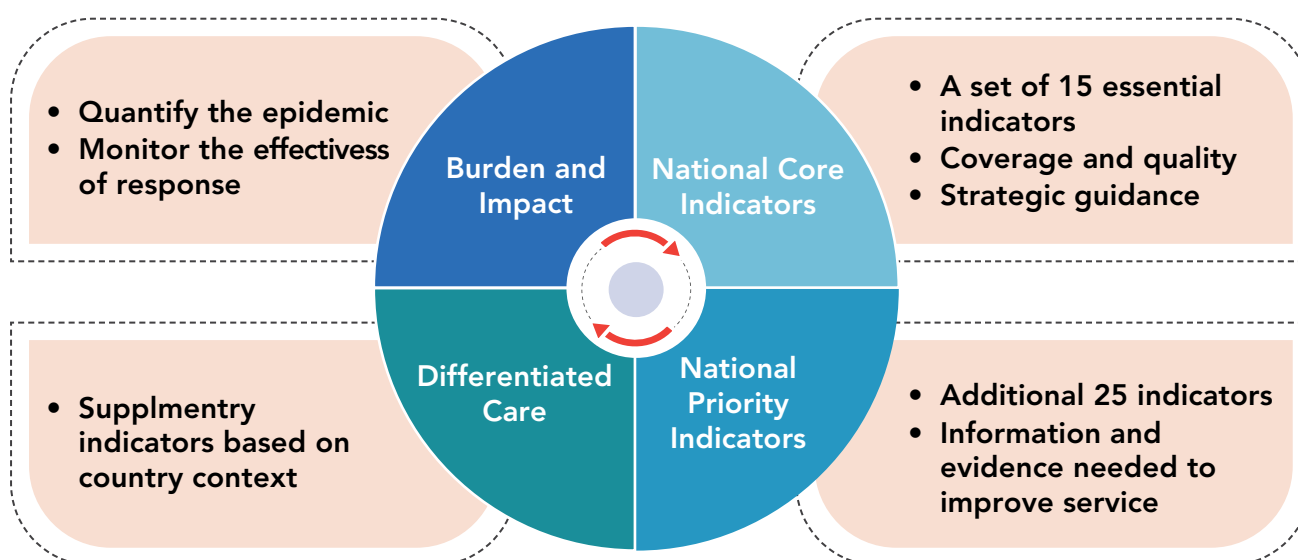 • Quantify the epidemic
• Monitor the effectivess
of response
Burden and
Impact
National Core
Indicators
• A set of 15 essential
indicators
• Coverage and quality
• Strategic guidance
• Supplmentry
indicators based on
country context
Differentiated
Care
National
Priority
Indicators
• Additional 25 indicators
• Information and
evidence needed to
improve service